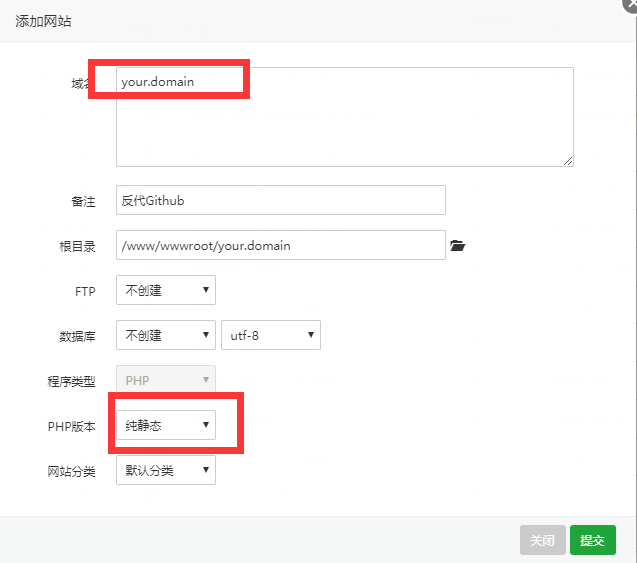 添加网站
域名
your.domain
备注
反代Github
根目录
/www/wwwroot/your.domain
FTP
不创建
数据库
不创建
utf-8
程序类型
PHP
PHP版本
纯静态
网站分类
默认分类
关闭
提交